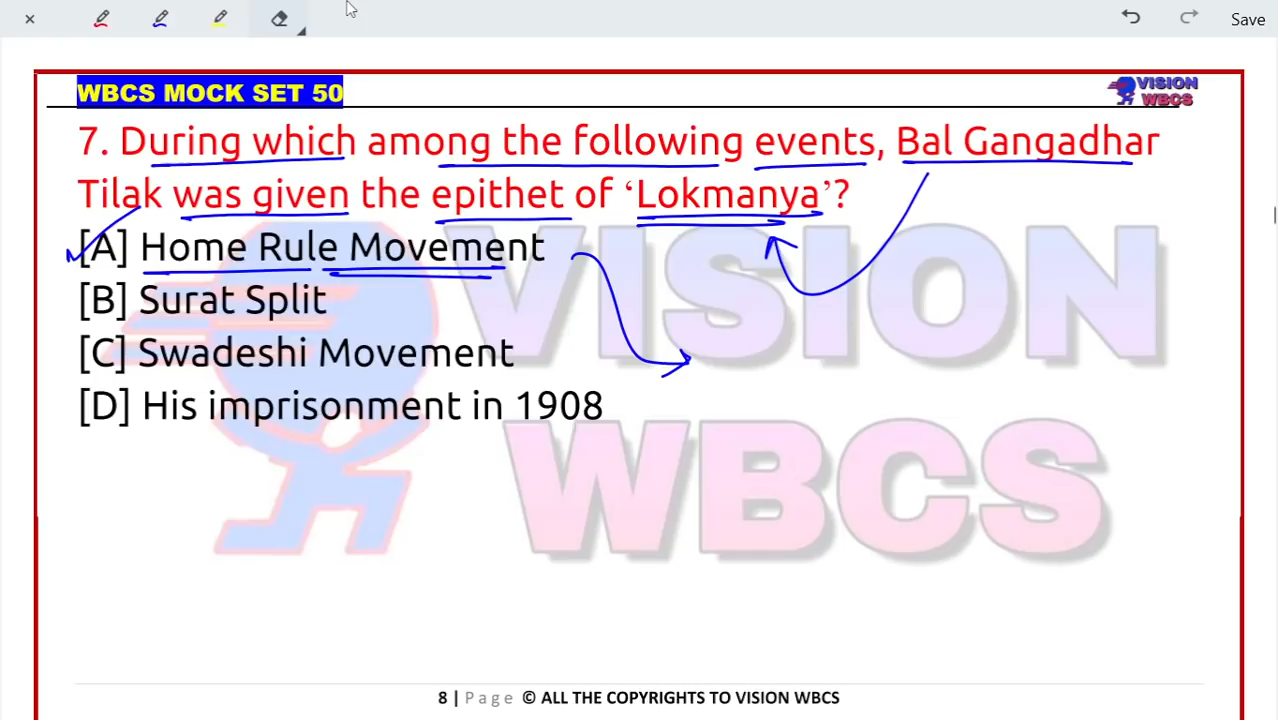 Save
WBCS MOCK SET 50
VISION
WBCS
7. During which among the following events, Bal Gangadhar
Tilak was given the epithet of ‘Lokmanya’?
[A] Home Rule Movement
[B] Surat Split
[C] Swadeshi Movement
[D] His imprisonment in 1908
VISION
WBCS
8 | Page © ALL THE COPYRIGHTS TO VISION WBCS